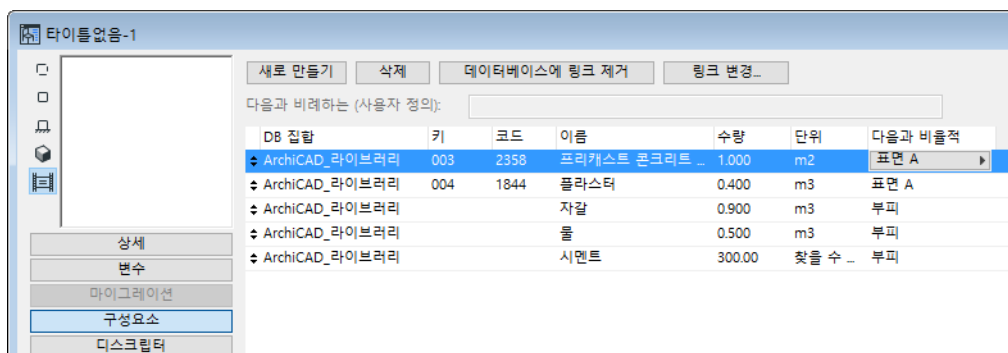 타이틀없음-1
새로 만들기 삭제 데이터베이스에 링크 제거 링크 변경...
다음과 비례하는 (사용자 정의):
DB 집합 키 코드 이름 수량 단위 다음과 비율적
ArchiCAD_라이브러리 003 2358 프리캐스트 콘크리트 ... 1.000 m2 표면 A
ArchiCAD_라이브러리 004 1844 플라스터 0.400 m3 표면 A
ArchiCAD_라이브러리 자갈 0.900 m3 부피
ArchiCAD_라이브러리 물 0.500 m3 부피
ArchiCAD_라이브러리 시멘트 300.00 찾을 수 ... 부피
상세
변수
마이그레이션
구성요소
디스크립터